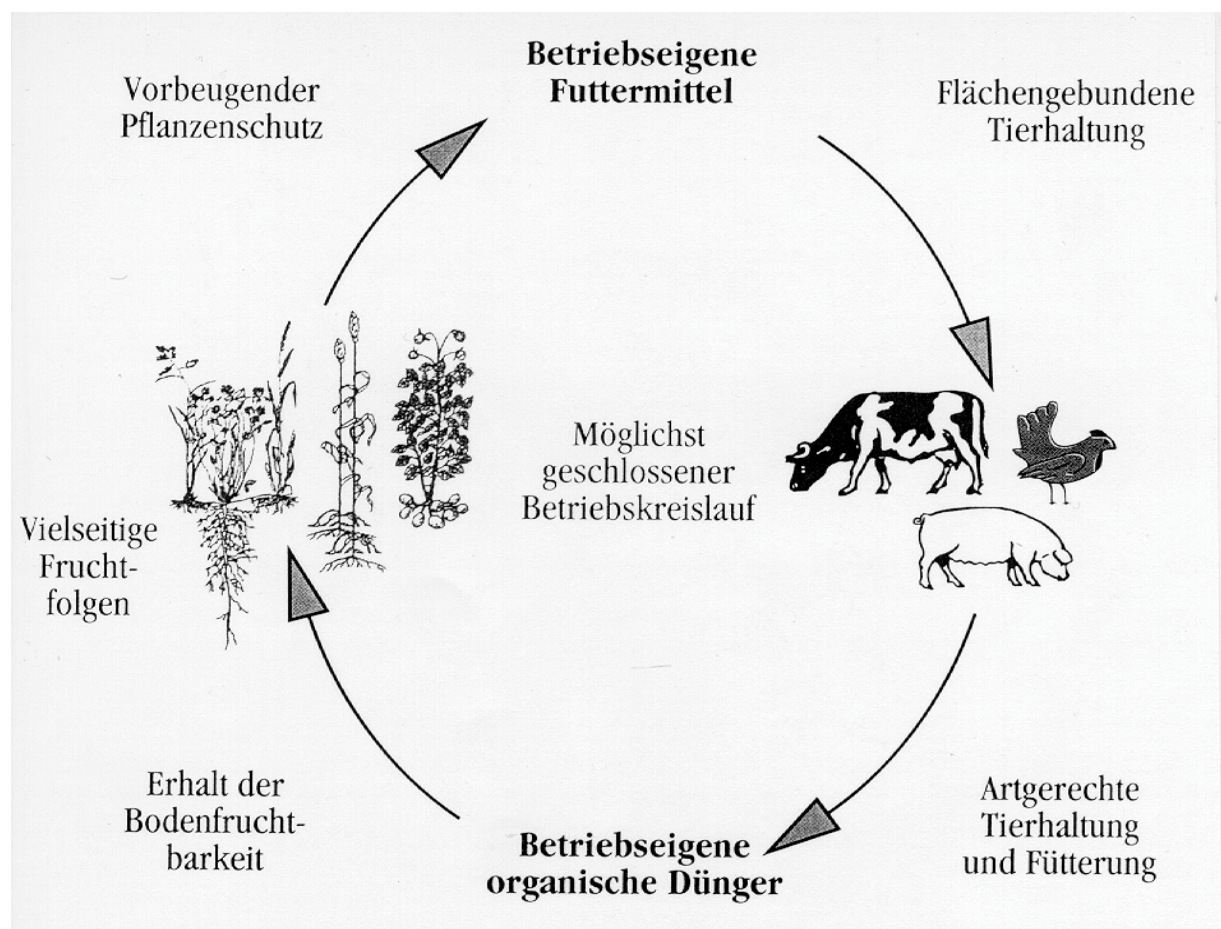 Betriebseigene
Futtermittel
Vorbeugender
Pflanzenschutz
Flächengebundene
Tierhaltung
Möglichst
geschlossener
Betriebskreislauf
Vielseitige
Frucht-
folgen
Erhalt der
Bodenfrucht-
barkeit
Artgerechte
Tierhaltung
und Fütterung
Betriebseigene
organische Dünger